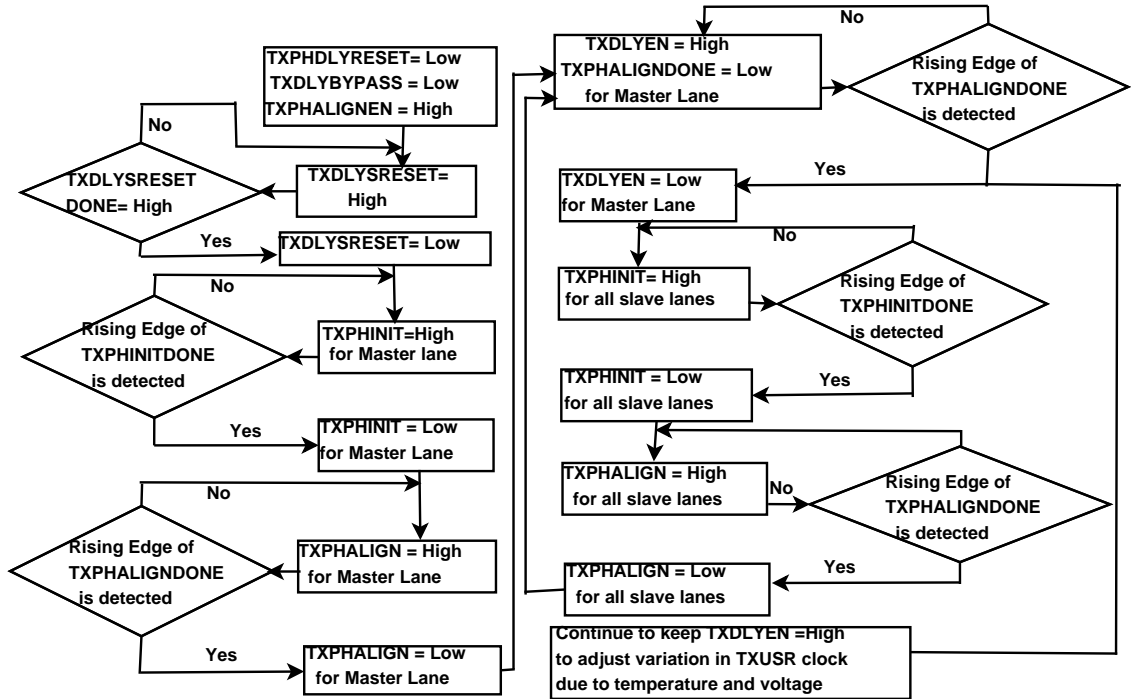 TXPHDLYRESET= Low
TXDLYBYPASS = Low
TXPHALIGNEN = High
No
TXDLYSRESET=
High
TXDLYSRESET
DONE= High
Yes
TXDLYSRESET= Low
No
TXPHINIT=High
for Master lane
Rising Edge of
TXPHINITDONE
is detected
Yes
TXPHINIT = Low
for Master Lane
No
TXPHALIGN = High
for Master Lane
Rising Edge of
TXPHALIGNDONE
is detected
Yes
TXPHALIGN = Low
for Master Lane
No
TXDLYEN = High
TXPHALIGNDONE = Low
for Master Lane
Rising Edge of
TXPHALIGNDONE
is detected
Yes
TXDLYEN = Low
for Master Lane
No
TXPHINIT= High
for all slave lanes
Rising Edge of
TXPHINITDONE
is detected
Yes
TXPHINIT = Low
for all slave lanes
TXPHALIGN = High
for all slave lanes
No
Rising Edge of
TXPHALIGNDONE
is detected
Yes
TXPHALIGN = Low
for all slave lanes
Continue to keep TXDLYEN =High
to adjust variation in TXUSR clock
due to temperature and voltage